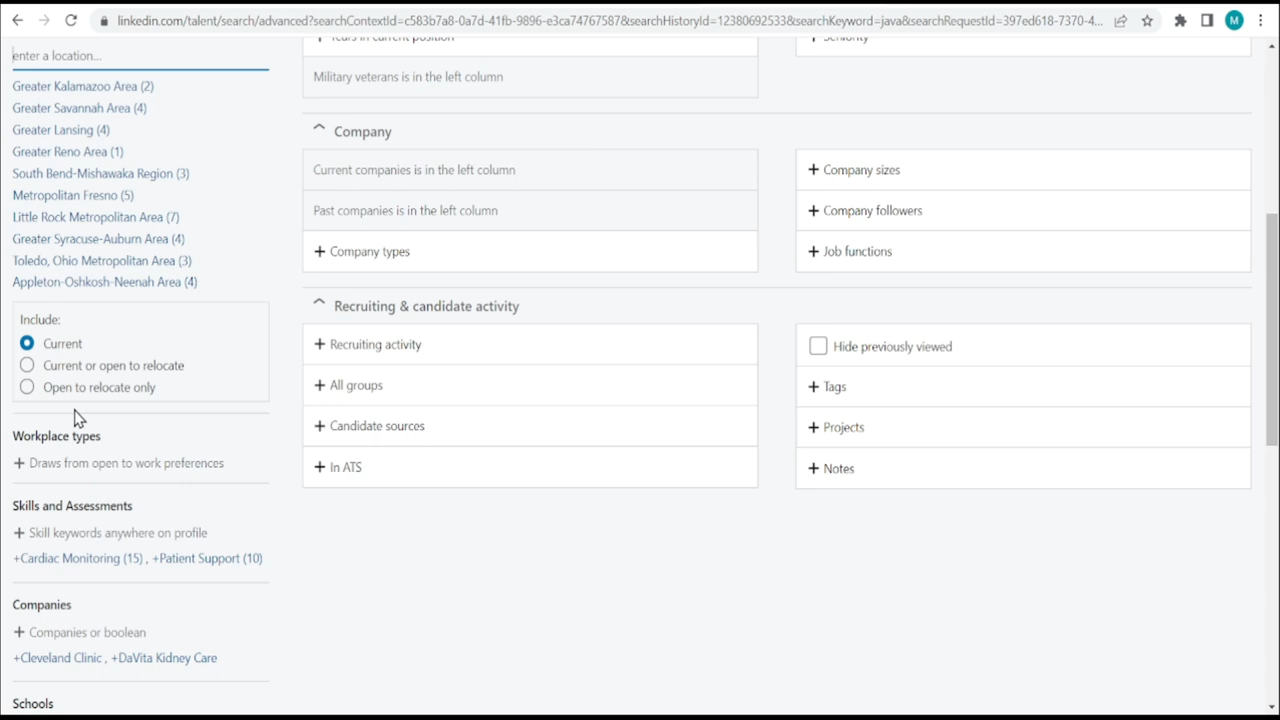 linkedin.com/talent/search/advanced?searchContextId=c583b7a8-0a7d-41fb-9896-e3ca74767587&searchHistoryId=12380692533&searchKeyword=java&searchRequestId=397ed618-7370-4...
M
enter a location...
Greater Kalamazoo Area (2)
Greater Savannah Area (4)
Greater Lansing (4)
Greater Reno Area (1)
South Bend-Mishawaka Region (3)
Metropolitan Fresno (5)
Little Rock Metropolitan Area (7)
Greater Syracuse-Auburn Area (4)
Toledo, Ohio Metropolitan Area (3)
Appleton-Oshkosh-Neenah Area (4)
Include:
Current
Current or open to relocate
Open to relocate only
Workplace types
+ Draws from open to work preferences
Skills and Assessments
+ Skill keywords anywhere on profile
+Cardiac Monitoring (15) , +Patient Support (10)
Companies
+ Companies or boolean
+Cleveland Clinic , +DaVita Kidney Care
Schools
+ Years in current position
Military veterans is in the left column
Company
Current companies is in the left column
Past companies is in the left column
+ Company types
Recruiting & candidate activity
+ Recruiting activity
+ All groups
+ Candidate sources
+ In ATS
+ Seniority
+ Company sizes
+ Company followers
+ Job functions
Hide previously viewed
+ Tags
+ Projects
+ Notes